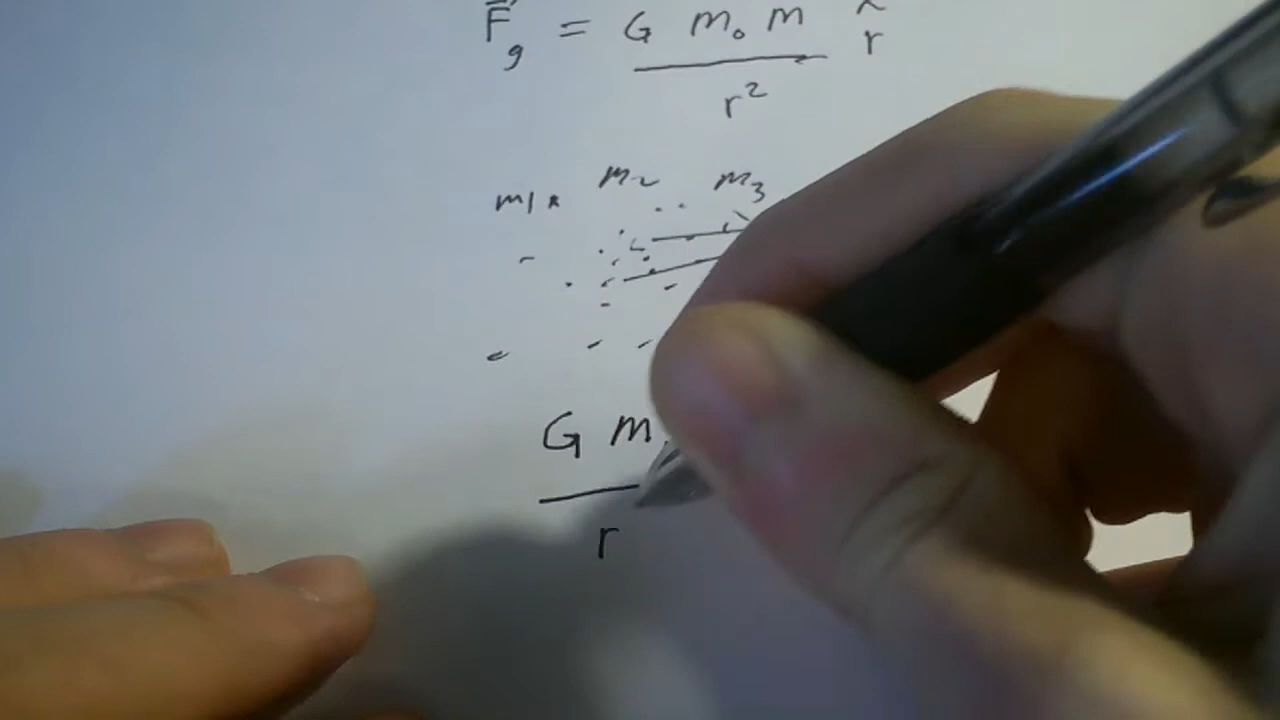 F⃗g = G m₀ m r̂
r²
m1 m2 m3
G m
r